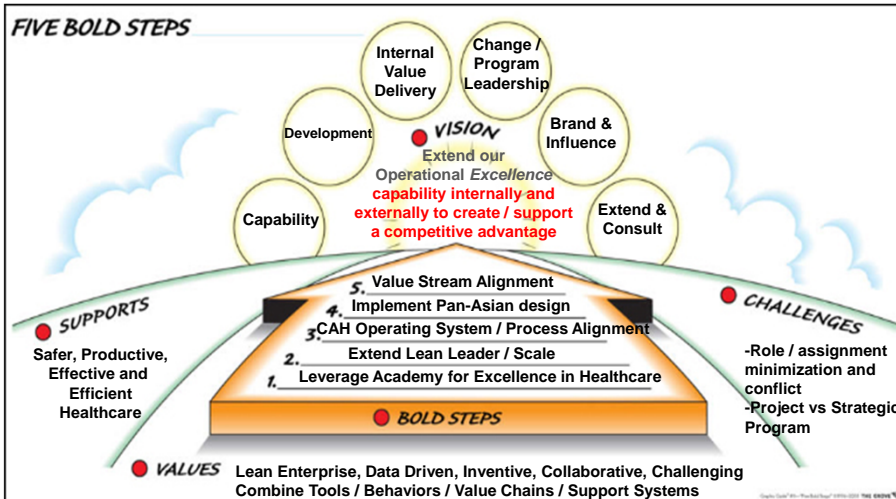 FIVE BOLD STEPS
Internal
Value
Delivery
Change /
Program
Leadership
Development
Brand &
Influence
Capability
Extend &
Consult
VISION
Extend our
Operational Excellence
capability internally and
externally to create / support
a competitive advantage
5. Value Stream Alignment
4. Implement Pan-Asian design
3. CAH Operating System / Process Alignment
2. Extend Lean Leader / Scale
1. Leverage Academy for Excellence in Healthcare
BOLD STEPS
SUPPORTS
Safer, Productive,
Effective and
Efficient
Healthcare
CHALLENGES
-Role / assignment
minimization and
conflict
-Project vs Strategic
Program
VALUES
Lean Enterprise, Data Driven, Inventive, Collaborative, Challenging
Combine Tools / Behaviors / Value Chains / Support Systems
THE GROVE